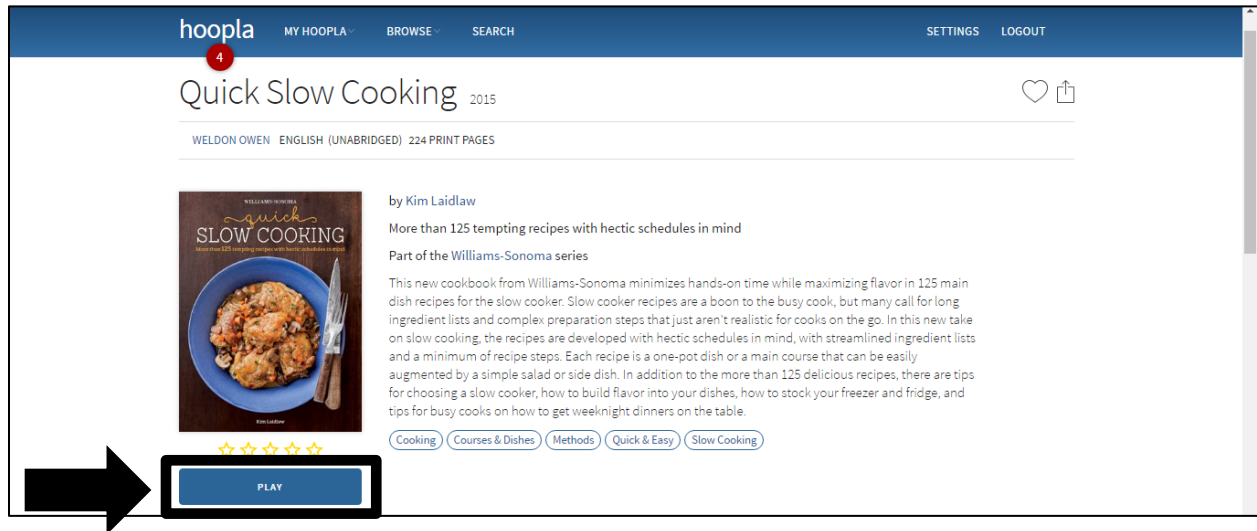 hoopla MY HOOPLA BROWSE SEARCH SETTINGS LOGOUT
4
Quick Slow Cooking 2015
WELDON OWEN ENGLISH (UNABRIDGED) 224 PRINT PAGES
WILLIAMS-SONOMA
quick
SLOW COOKING
More than 125 tempting recipes with hectic schedules in mind
Kim Laidlaw
by Kim Laidlaw
More than 125 tempting recipes with hectic schedules in mind
Part of the Williams-Sonoma series
This new cookbook from Williams-Sonoma minimizes hands-on time while maximizing flavor in 125 main
dish recipes for the slow cooker. Slow cooker recipes are a boon to the busy cook, but many call for long
ingredient lists and complex preparation steps that just aren't realistic for cooks on the go. In this new take
on slow cooking, the recipes are developed with hectic schedules in mind, with streamlined ingredient lists
and a minimum of recipe steps. Each recipe is a one-pot dish or a main course that can be easily
augmented by a simple salad or side dish. In addition to the more than 125 delicious recipes, there are tips
for choosing a slow cooker, how to build flavor into your dishes, how to stock your freezer and fridge, and
tips for busy cooks on how to get weeknight dinners on the table.
Cooking Courses & Dishes Methods Quick & Easy Slow Cooking
PLAY